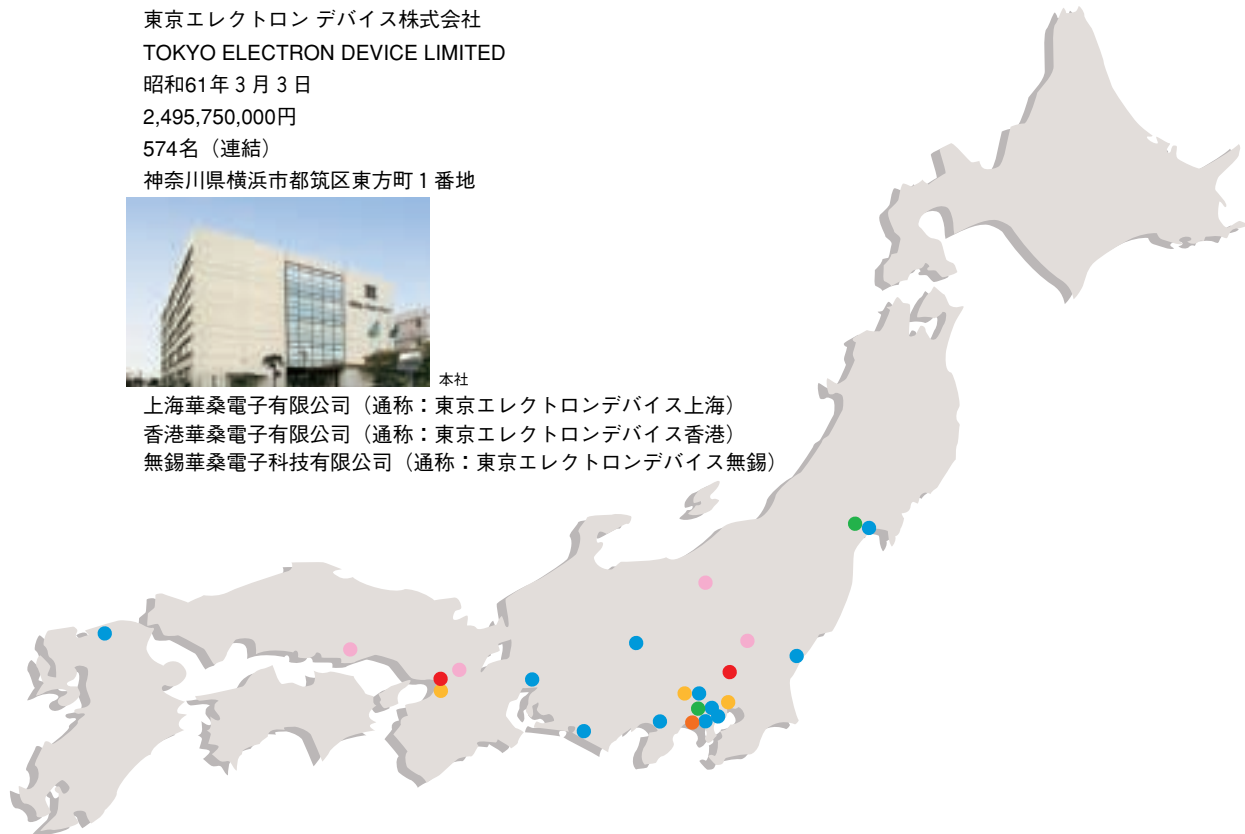 東京エレクトロン デバイス株式会社
TOKYO ELECTRON DEVICE LIMITED
昭和61年3月3日
2,495,750,000円
574名（連結）
神奈川県横浜市都筑区東方町1番地
本社
上海華桑電子有限公司（通称：東京エレクトロンデバイス上海）
香港華桑電子有限公司（通称：東京エレクトロンデバイス香港）
無錫華桑電子科技有限公司（通称：東京エレクトロンデバイス無錫）